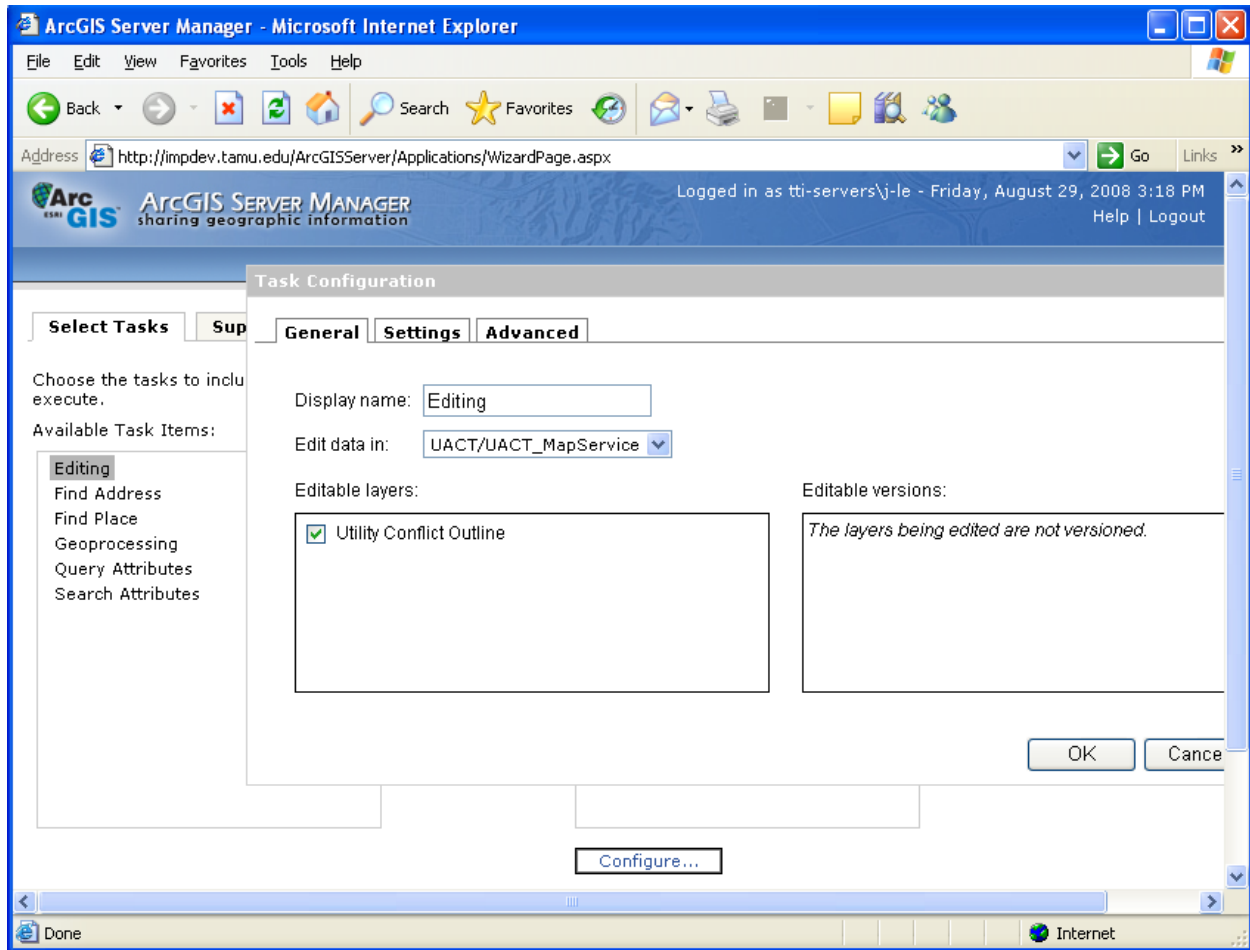 ArcGIS Server Manager - Microsoft Internet Explorer
File Edit View Favorites Tools Help
Back Search Favorites
Address http://impdev.tamu.edu/ArcGISServer/Applications/WizardPage.aspx Go Links »
Arc GIS ESRI ArcGIS Server Manager
sharing geographic information
Logged in as tti-servers\j-le - Friday, August 29, 2008 3:18 PM
Help | Logout
Task Configuration
Select Tasks Sup
General Settings Advanced
Choose the tasks to inclu
execute.
Available Task Items:
Editing
Find Address
Find Place
Geoprocessing
Query Attributes
Search Attributes
Display name: Editing
Edit data in: UACT/UACT_MapService
Editable layers:
Utility Conflict Outline
Editable versions:
The layers being edited are not versioned.
OK Cance
Configure...
Done Internet